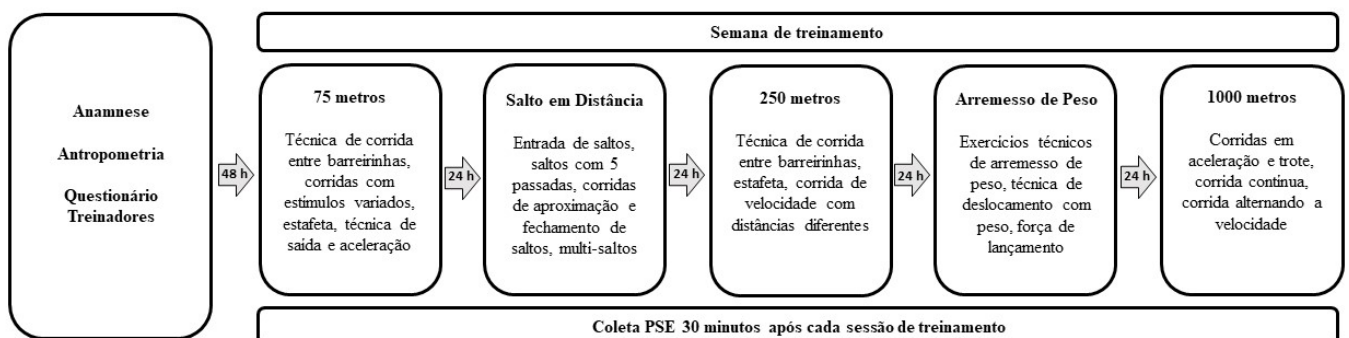 Anamnese
Antropometria
Questionário
Treinadores
48 h
Semana de treinamento
75 metros
Técnica de corrida
entre barreirinhas,
corridas com
estimulos variados,
estafeta, técnica de
saida e aceleração
24 h
Salto em Distância
Entrada de saltos,
saltos com 5
passadas, corridas
de aproximação e
fechamento de
saltos, multi-saltos
24 h
250 metros
Técnica de corrida
entre barreirinhas,
estafeta, corrida de
velocidade com
distâncias diferentes
24 h
Arremesso de Peso
Exercícios técnicos
de arremesso de
peso, técnica de
deslocamento com
peso, força de
lançamento
24 h
1000 metros
Corridas em
aceleração e trote,
corrida continua,
corrida alternando a
velocidade
Coleta PSE 30 minutos após cada sessão de treinamento